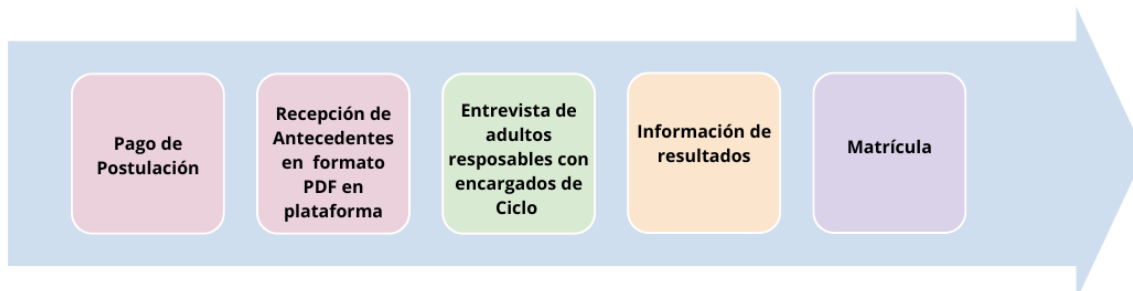 Pago de
Postulación
Recepción de
Antecedentes
en formato
PDF en
plataforma
Entrevista de
adultos
resposables con
encargados de
Ciclo
Información de
resultados
Matrícula